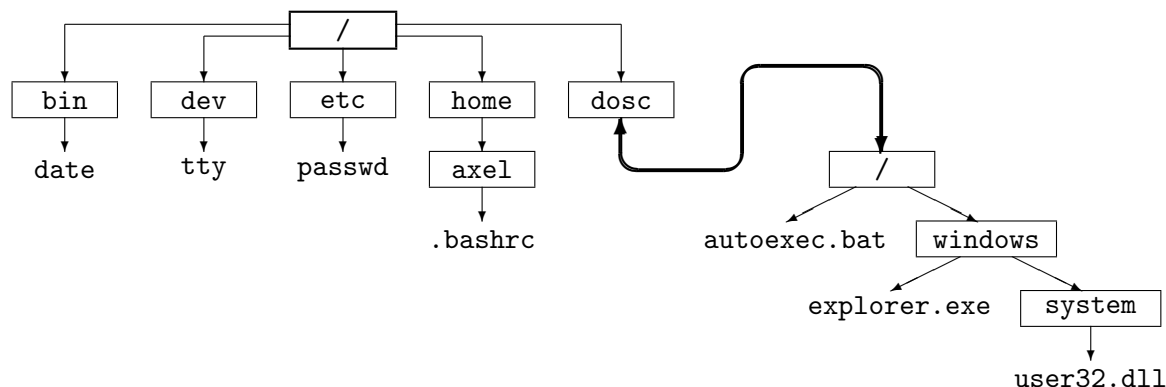 /
bin dev etc home dosc
date tty passwd axel /
.bashrc autoexec.bat windows
explorer.exe system
user32.dll